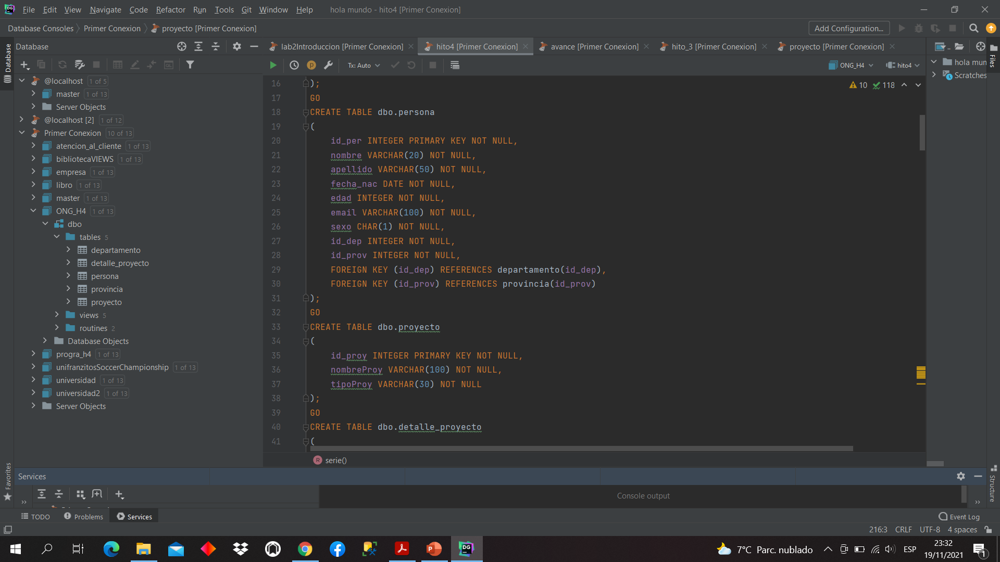 File Edit View Navigate Code Refactor Run Tools Git Window Help hola mundo - hito4 [Primer Conexion]
Database Consoles Primer Conexion proyecto [Primer Conexion] Add Configuration...
Database
lab2Introduccion [Primer Conexion] hito4 [Primer Conexion] avance [Primer Conexion] hito_3 [Primer Conexion] proyecto [Primer Conexion]
Tx: Auto ONG_H4 hito4
10 118
Database
@localhost 1 of 5
master 1 of 13
Server Objects
@localhost [2] 1 of 12
Primer Conexion 10 of 13
atencion_al_cliente 1 of 13
bibliotecaVIEWS 1 of 13
empresa 1 of 13
libro 1 of 13
master 1 of 13
ONG_H4 1 of 13
dbo
tables 5
departamento
detalle_proyecto
persona
provincia
proyecto
views 5
routines 2
Database Objects
progra_h4 1 of 13
unifranzitosSoccerChampionship 1 of 13
universidad 1 of 13
universidad2 1 of 13
Server Objects
16 );
17 GO
18 CREATE TABLE dbo.persona
19 (
20 id_per INTEGER PRIMARY KEY NOT NULL,
21 nombre VARCHAR(20) NOT NULL,
22 apellido VARCHAR(50) NOT NULL,
23 fecha_nac DATE NOT NULL,
24 edad INTEGER NOT NULL,
25 email VARCHAR(100) NOT NULL,
26 sexo CHAR(1) NOT NULL,
27 id_dep INTEGER NOT NULL,
28 id_prov INTEGER NOT NULL,
29 FOREIGN KEY (id_dep) REFERENCES departamento(id_dep),
30 FOREIGN KEY (id_prov) REFERENCES provincia(id_prov)
31 );
32 GO
33 CREATE TABLE dbo.proyecto
34 (
35 id_proy INTEGER PRIMARY KEY NOT NULL,
36 nombreProy VARCHAR(100) NOT NULL,
37 tipoProy VARCHAR(30) NOT NULL
38 );
39 GO
40 CREATE TABLE dbo.detalle_proyecto
41 (
R serie()
hola mun
Scratches
Files
Favorites
Structure
Services
Console output
TODO Problems Services Event Log
216:3 CRLF UTF-8 4 spaces
DG
7°C Parc. nublado ESP
23:32
19/11/2021
1